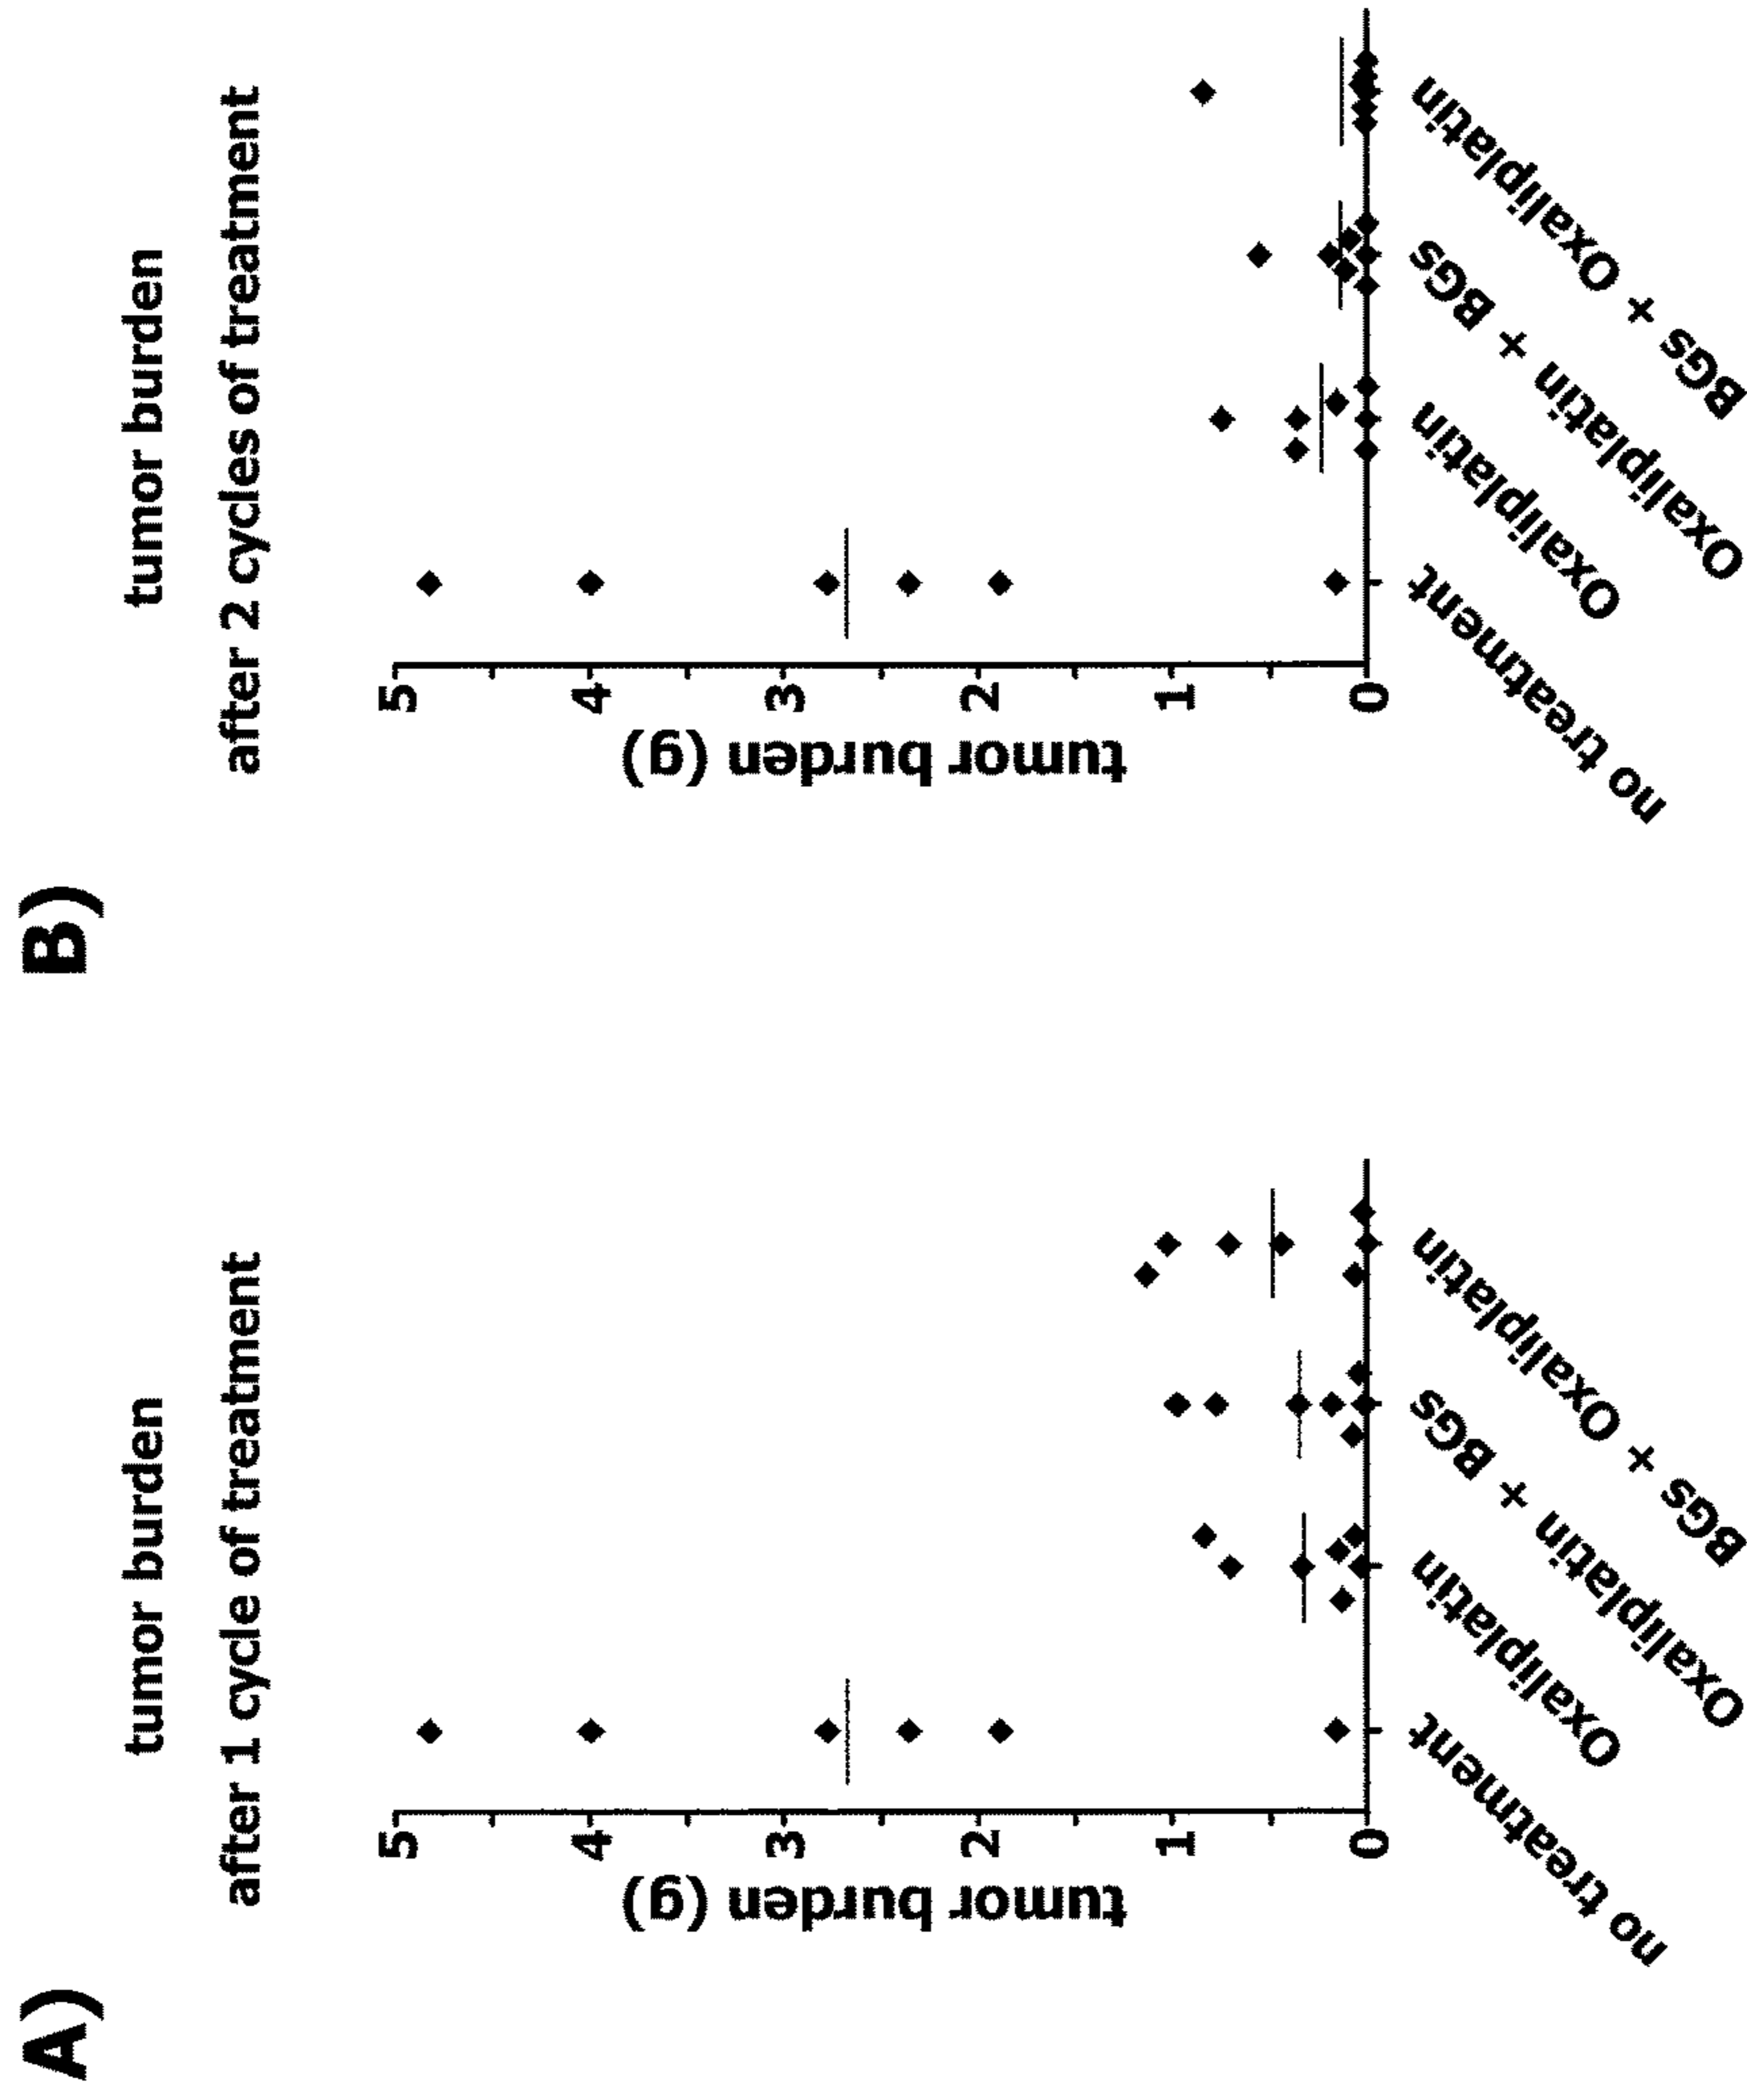 A)
tumor burden
after 1 cycle of treatment
tumor burden (g)
5
4
3
2
1
0
no treatment
Oxaliplatin
Oxaliplatin + BGs
BGs + Oxaliplatin
B)
tumor burden
after 2 cycles of treatment
tumor burden (g)
5
4
3
2
1
0
no treatment
Oxaliplatin
Oxaliplatin + BGs
BGs + Oxaliplatin